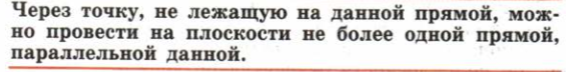 Через точку, не лежащую на данной прямой, мож-
но провести на плоскости не более одной прямой,
параллельной данной.